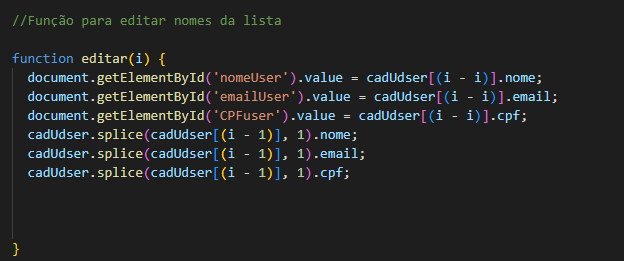 //Função para editar nomes da lista
function editar(i) {
document.getElementById('nomeUser').value = cadUdser[(i - i)].nome;
document.getElementById('emailUser').value = cadUdser[(i - i)].email;
document.getElementById('CPFuser').value = cadUdser[(i - i)].cpf;
cadUdser.splice(cadUdser[(i - 1)], 1).nome;
cadUdser.splice(cadUdser[(i - 1)], 1).email;
cadUdser.splice(cadUdser[(i - 1)], 1).cpf;
}